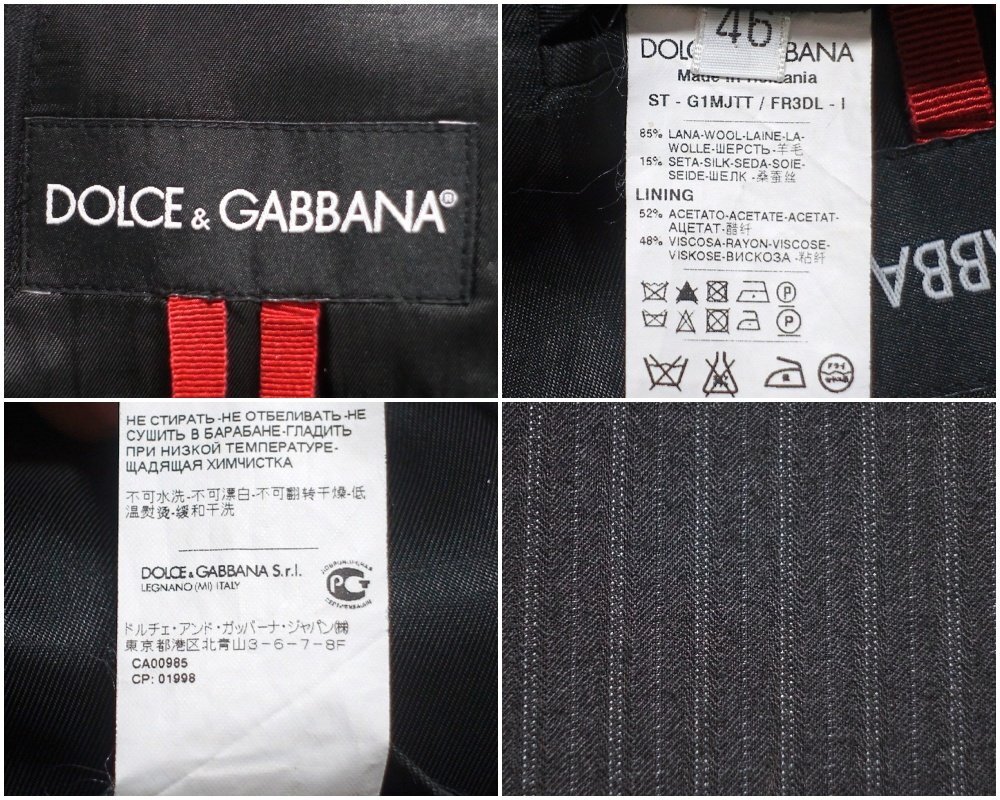 DOLCE & GABBANA®
46
DOLC GABBANA
Made in Romania
ST - G1MJTT / FR3DL - I
85% LANA-WOOL-LAINE-LA-
WOLLE-ШЕРСТЬ-羊毛
15% SETA-SILK-SEDA-SOIE-
SEIDE-ШЕЛК -桑蚕丝
LINING
52% ACETATO-ACETATE-ACETAT-
АЦЕТАТ-醋纤
48% VISCOSA-RAYON-VISCOSE-
VISKOSE-ВИСКОЗА -粘纤
P
P
ABBA
НЕ СТИРАТЬ-НЕ ОТБЕЛИВАТЬ-НЕ
СУШИТЬ В БАРАБАНЕ-ГЛАДИТЬ
ПРИ НИЗКОЙ ТЕМПЕРАТУРЕ-
ЩАДЯЩАЯ ХИМЧИСТКА
不可水洗-不可漂白-不可翻转干燥-低
温熨烫-缓和干洗
DOLCE & GABBANA S.r.l.
LEGNANO (MI) ITALY
ドルチェ・アンド・ガッバーナ・ジャパン㈱
東京都港区北青山3-6-7-8F
CA00985
CP: 01998